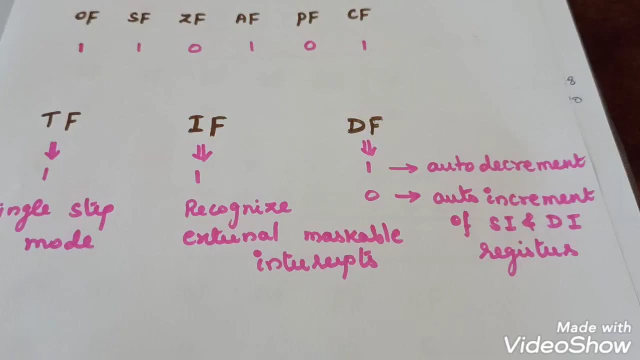 OF SF ZF AF PF CF
1 1 0 1 0 1
TF IF DF
1 1 1 → auto decrement
0 → auto increment
of SI & DI
registers
ingle step
mode
Recognize
external maskable
interrupts
Made with
VideoShow